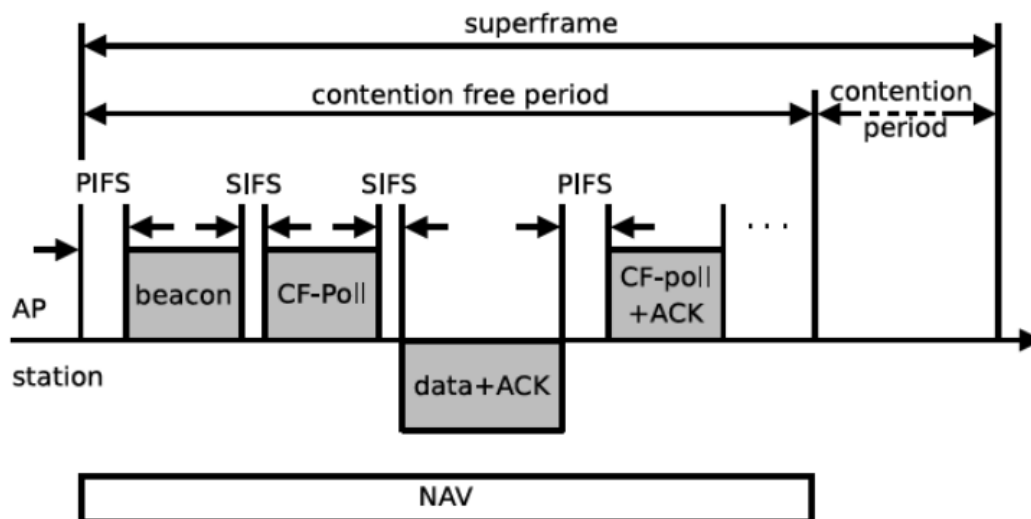 superframe
contention free period
contention
period
PIFS
SIFS
SIFS
PIFS
. . .
AP
beacon
CF-Poll
CF-poll
+ACK
station
data+ACK
NAV